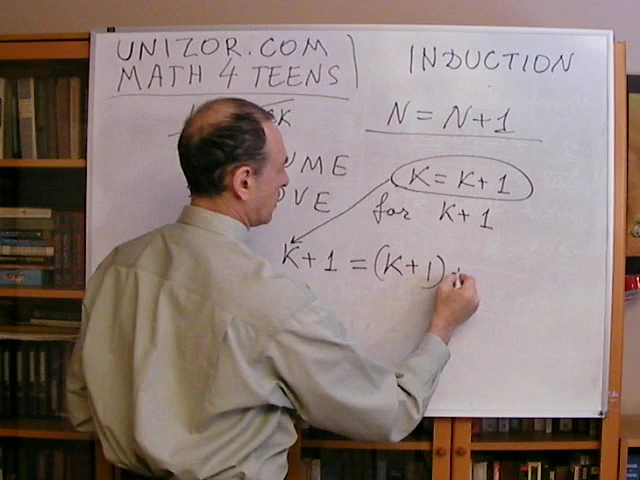 UNIZOR.COM
MATH 4 TEENS
INDUCTION
N = N+1
K = K+1
for K+1
K+1 = (K+1)